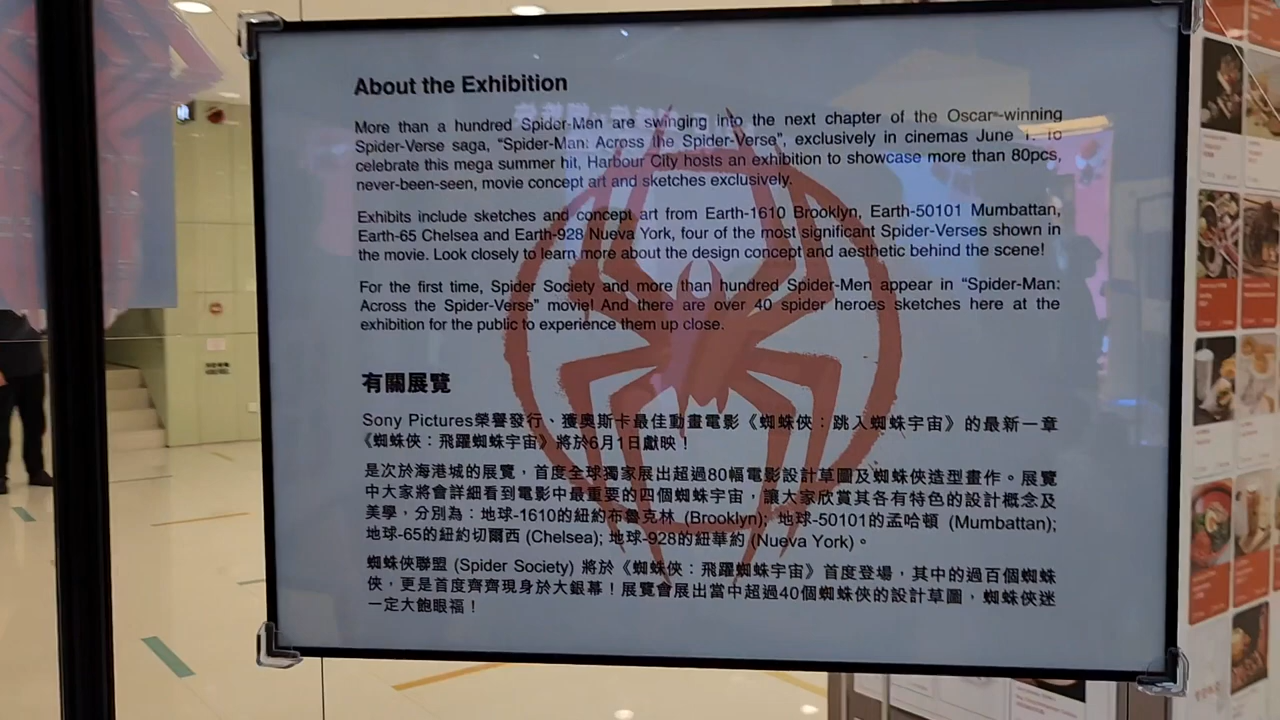 About the Exhibition
More than a hundred Spider-Men are swinging into the next chapter of the Oscar®-winning
Spider-Verse saga, “Spider-Man: Across the Spider-Verse”, exclusively in cinemas June 1. To
celebrate this mega summer hit, Harbour City hosts an exhibition to showcase more than 80pcs,
never-been-seen, movie concept art and sketches exclusively.
Exhibits include sketches and concept art from Earth-1610 Brooklyn, Earth-50101 Mumbattan,
Earth-65 Chelsea and Earth-928 Nueva York, four of the most significant Spider-Verses shown in
the movie. Look closely to learn more about the design concept and aesthetic behind the scene!
For the first time, Spider Society and more than hundred Spider-Men appear in “Spider-Man:
Across the Spider-Verse” movie! And there are over 40 spider heroes sketches here at the
exhibition for the public to experience them up close.
有關展覽
Sony Pictures榮譽發行、獲奧斯卡最佳動畫電影《蜘蛛俠：跳入蜘蛛宇宙》的最新一章
《蜘蛛俠：飛躍蜘蛛宇宙》將於6月1日獻映！
是次於海港城的展覽，首度全球獨家展出超過80幅電影設計草圖及蜘蛛俠造型畫作。展覽
中大家將會詳細看到電影中最重要的四個蜘蛛宇宙，讓大家欣賞其各有特色的設計概念及
美學，分別為：地球-1610的紐約布魯克林 (Brooklyn); 地球-50101的孟哈頓 (Mumbattan);
地球-65的紐約切爾西 (Chelsea); 地球-928的紐華約 (Nueva York)。
蜘蛛俠聯盟 (Spider Society) 將於《蜘蛛俠：飛躍蜘蛛宇宙》首度登場，其中的過百個蜘蛛
俠，更是首度齊齊現身於大銀幕！展覽會展出當中超過40個蜘蛛俠的設計草圖，蜘蛛俠迷
一定大飽眼福！